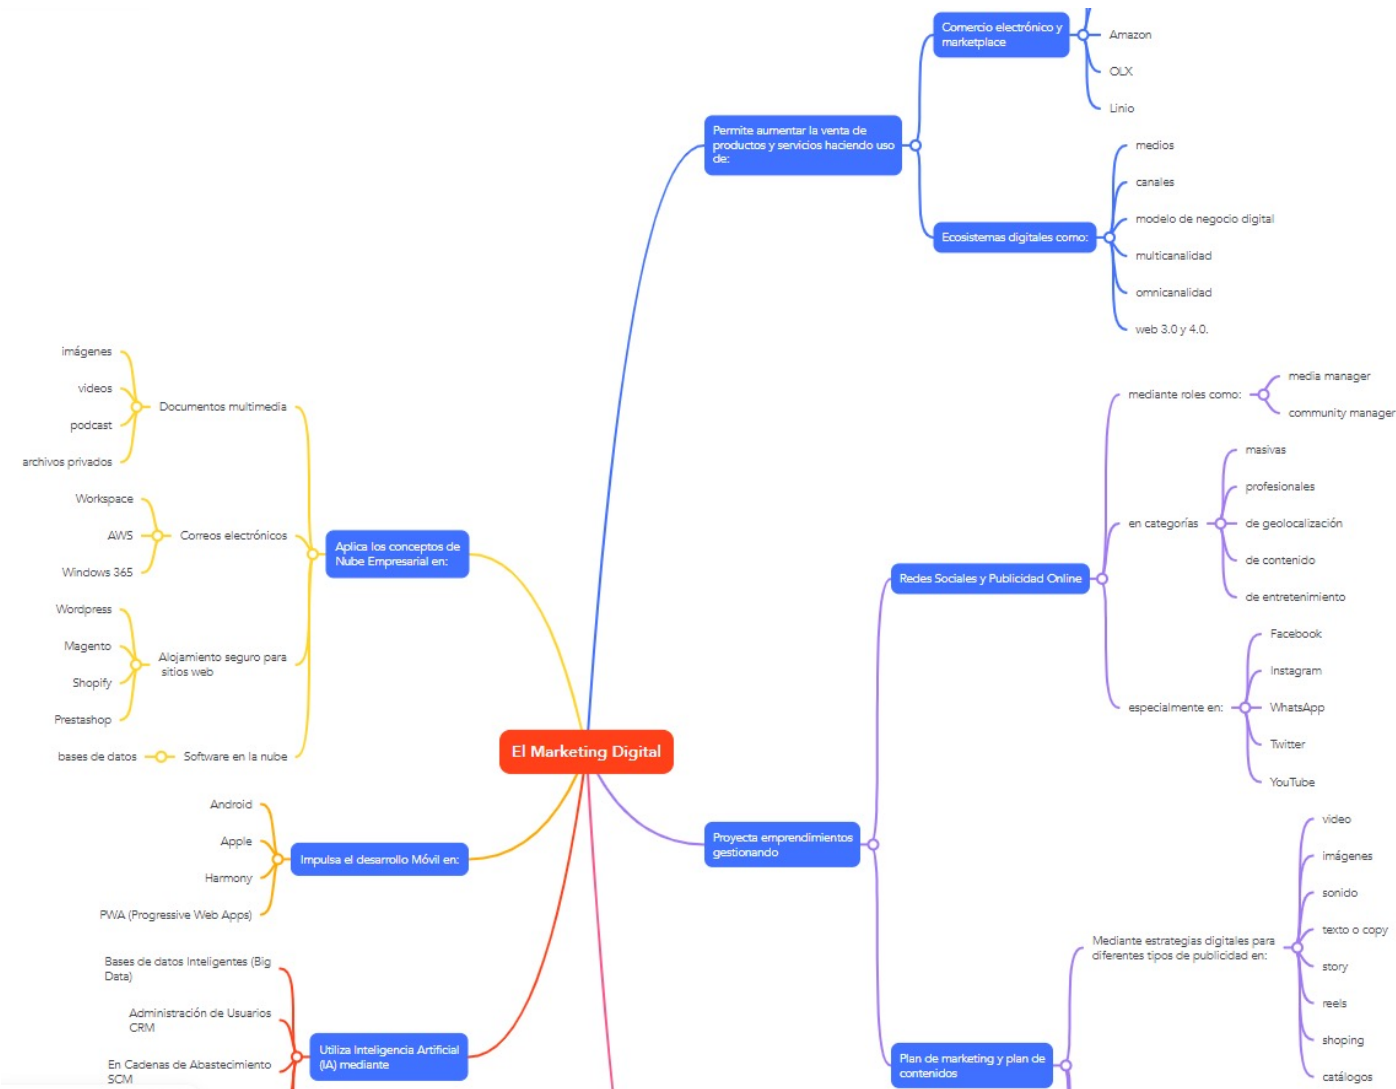 Comercio electrónico y
marketplace
Amazon
OLX
Linio
Permite aumentar la venta de
productos y servicios haciendo uso
de:
Ecosistemas digitales como:
medios
canales
modelo de negocio digital
multicanalidad
omnicanalidad
web 3.0 y 4.0.
imágenes
videos
podcast
archivos privados
Documentos multimedia
Workspace
AWS
Windows 365
Correos electrónicos
Wordpress
Magento
Shopify
Prestashop
Alojamiento seguro para
sitios web
bases de datos
Software en la nube
Aplica los conceptos de
Nube Empresarial en:
El Marketing Digital
Android
Apple
Harmony
PWA (Progressive Web Apps)
Impulsa el desarrollo Móvil en:
Bases de datos Inteligentes (Big
Data)
Administración de Usuarios
CRM
En Cadenas de Abastecimiento
SCM
Utiliza Inteligencia Artificial
(IA) mediante
Proyecta emprendimientos
gestionando
Redes Sociales y Publicidad Online
mediante roles como:
media manager
community manager
en categorías
masivas
profesionales
de geolocalización
de contenido
de entretenimiento
especialmente en:
Facebook
Instagram
WhatsApp
Twitter
YouTube
Plan de marketing y plan de
contenidos
Mediante estrategias digitales para
diferentes tipos de publicidad en:
video
imágenes
sonido
texto o copy
story
reels
shoping
catálogos